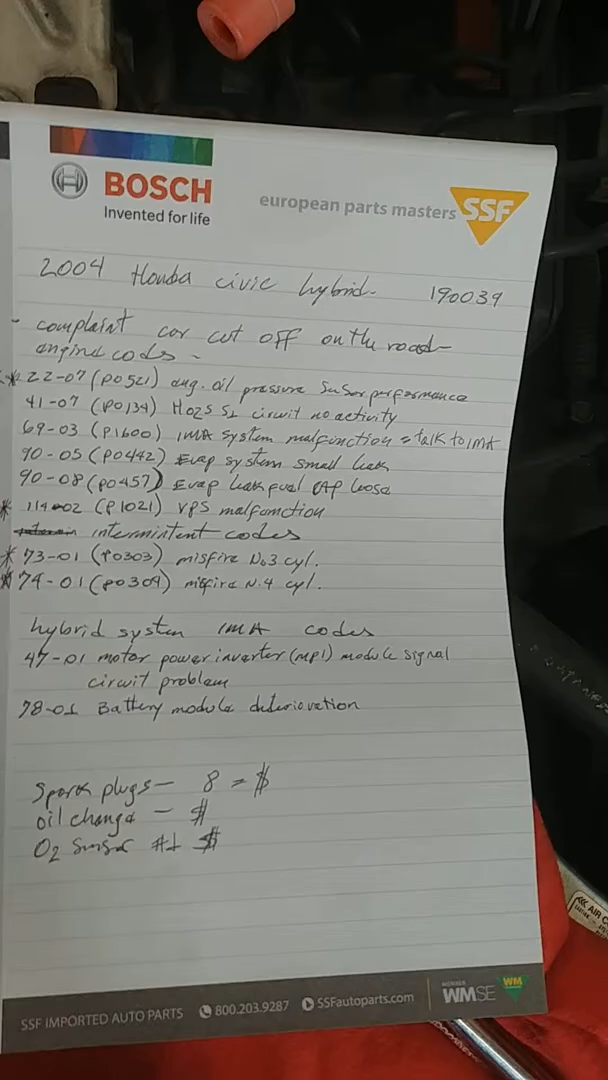 BOSCH
Invented for life
european parts masters SSF
2004 Honda civic hybrid. 190039
- complaint car cut off on the road
engine codes -
* 22-07 (P0521) eng. oil pressure sensor performance
41-07 (P0134) HO2S S1 circuit no activity
69-03 (P1600) IMA system malfunction = talk to IMA
90-05 (P0442) Evap system small leak
90-08 (P0457) Evap leak fuel cap loose
* 114-02 (P1021) VPS malfunction
intermintent codes
* 73-01 (P0303) misfire No3 cyl.
* 74-01 (P0304) misfire N.4 cyl.
hybrid system IMA codes
47-01 motor power inverter (MPI) module signal
circuit problem
78-01 Battery module deteriovation
Spark plugs - 8 = $
oil change - $
O2 sensor #1 $
SSF IMPORTED AUTO PARTS 800.203.9287 SSFautoparts.com MEMBER WMSE WM
AIR C